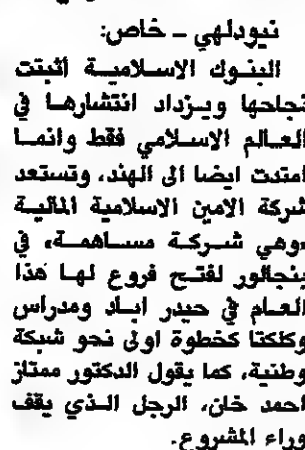 نيودلهي ـ خاص:
البنوك الاسلامية اثبتت
نجاحها ويزداد انتشارها في
العالم الاسلامي فقط وانما
امتدت ايضا الى الهند، وتستعد
شركة الامين الاسلامية المالية
،وهي شركة مساهمة، في
بنجالور لفتح فروع لها هذا
العام في حيدر اباد ومدراس
وكلكتا كخطوة اولى نحو شبكة
وطنية، كما يقول الدكتور ممتاز
احمد خان، الرجل الذي يقف
وراء المشروع.